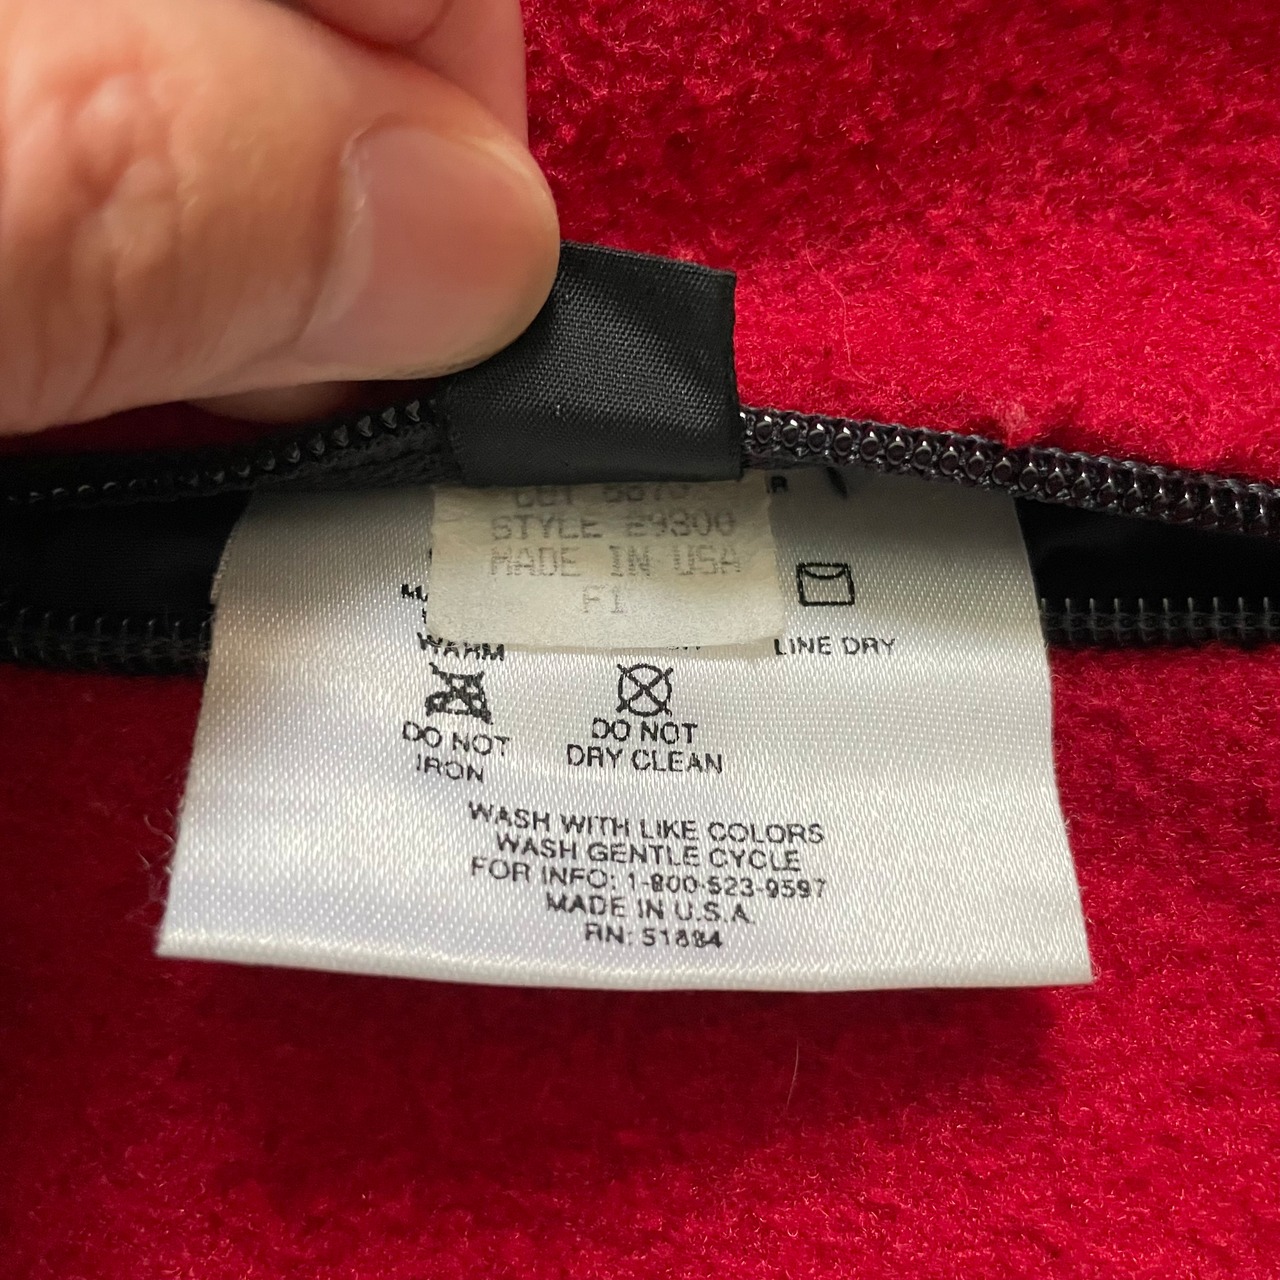 STYLE E9300
MADE IN USA
F1
WARM
LINE DRY
DO NOT
IRON
DO NOT
DRY CLEAN
WASH WITH LIKE COLORS
WASH GENTLE CYCLE
FOR INFO: 1-800-523-9597
MADE IN U.S.A.
RN: 51884